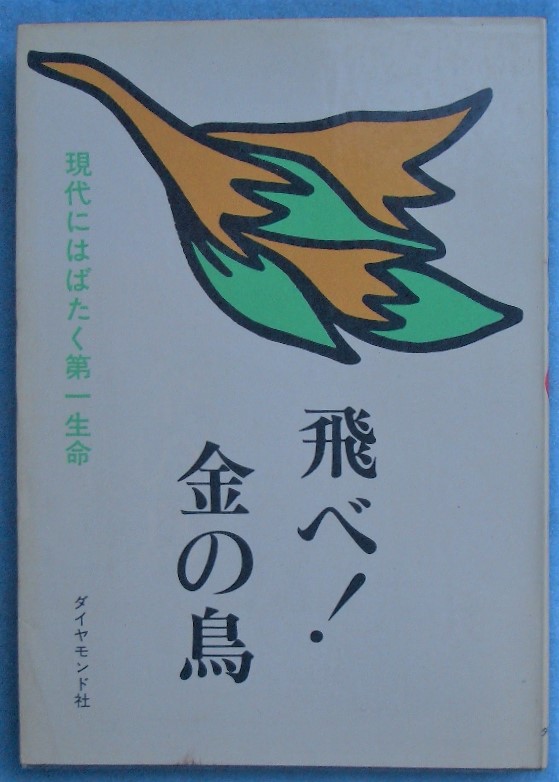 飛べ！
金の鳥
現代にはばたく第一生命
ダイヤモンド社